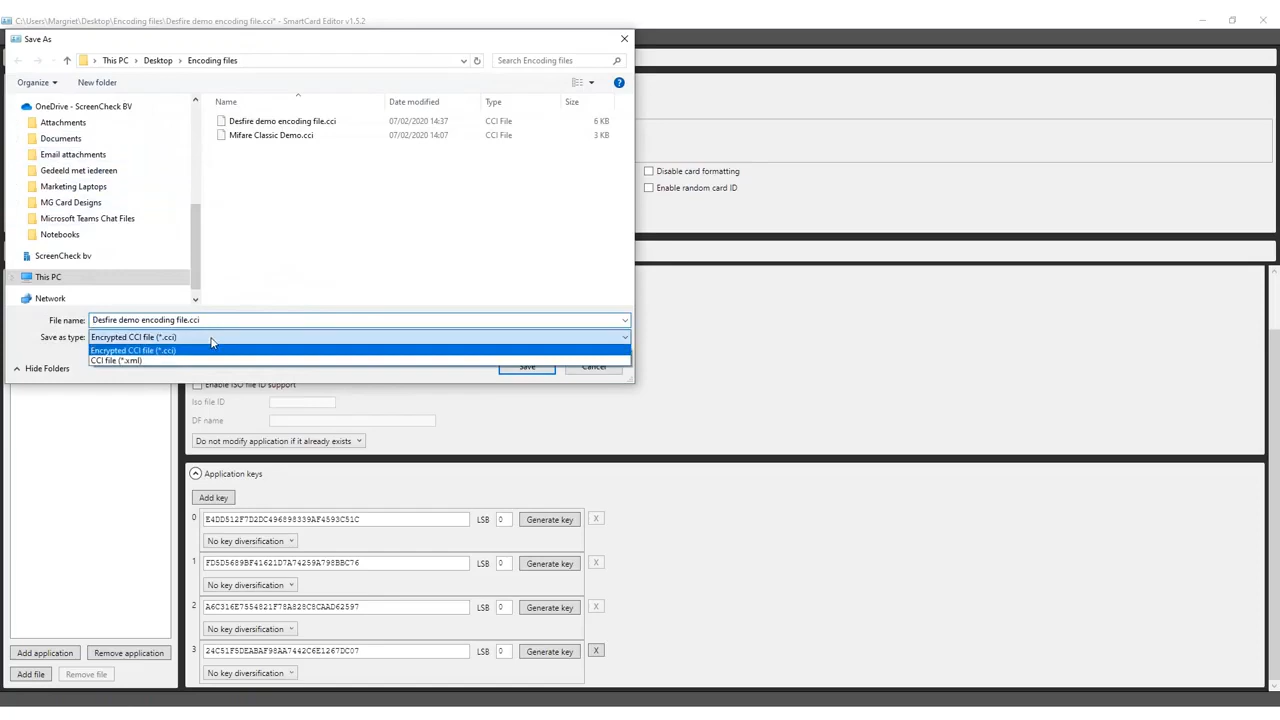 C:\Users\Margriet\Desktop\Encoding files\Desfire demo encoding file.cci* - SmartCard Editor v1.5.2
Save As
This PC > Desktop > Encoding files
Search Encoding files
Organize
New folder
Name Date modified Type Size
OneDrive - ScreenCheck BV
Attachments
Documents
Email attachments
Gedeeld met iedereen
Marketing Laptops
MG Card Designs
Microsoft Teams Chat Files
Notebooks
ScreenCheck bv
This PC
Network
Desfire demo encoding file.cci 07/02/2020 14:37 CCI File 6 KB
Mifare Classic Demo.cci 07/02/2020 14:07 CCI File 3 KB
Disable card formatting
Enable random card ID
File name: Desfire demo encoding file.cci
Save as type: Encrypted CCI file (*.cci)
Encrypted CCI file (*.cci)
CCI file (*.xml)
Hide Folders
Save
Cancel
Enable ISO file ID support
Iso file ID
DF name
Do not modify application if it already exists
Application keys
Add key
0 E4DD512F7D2DC496898339AF4593C51C LSB 0 Generate key X
No key diversification
1 FD5D5689BF41621D7A74259A798BBC76 LSB 0 Generate key X
No key diversification
2 A6C316E7554821F78A828C8CAAD62597 LSB 0 Generate key X
No key diversification
3 24C51F5DEABAF98AA7442C6E1267DC07 LSB 0 Generate key X
No key diversification
Add application
Remove application
Add file
Remove file